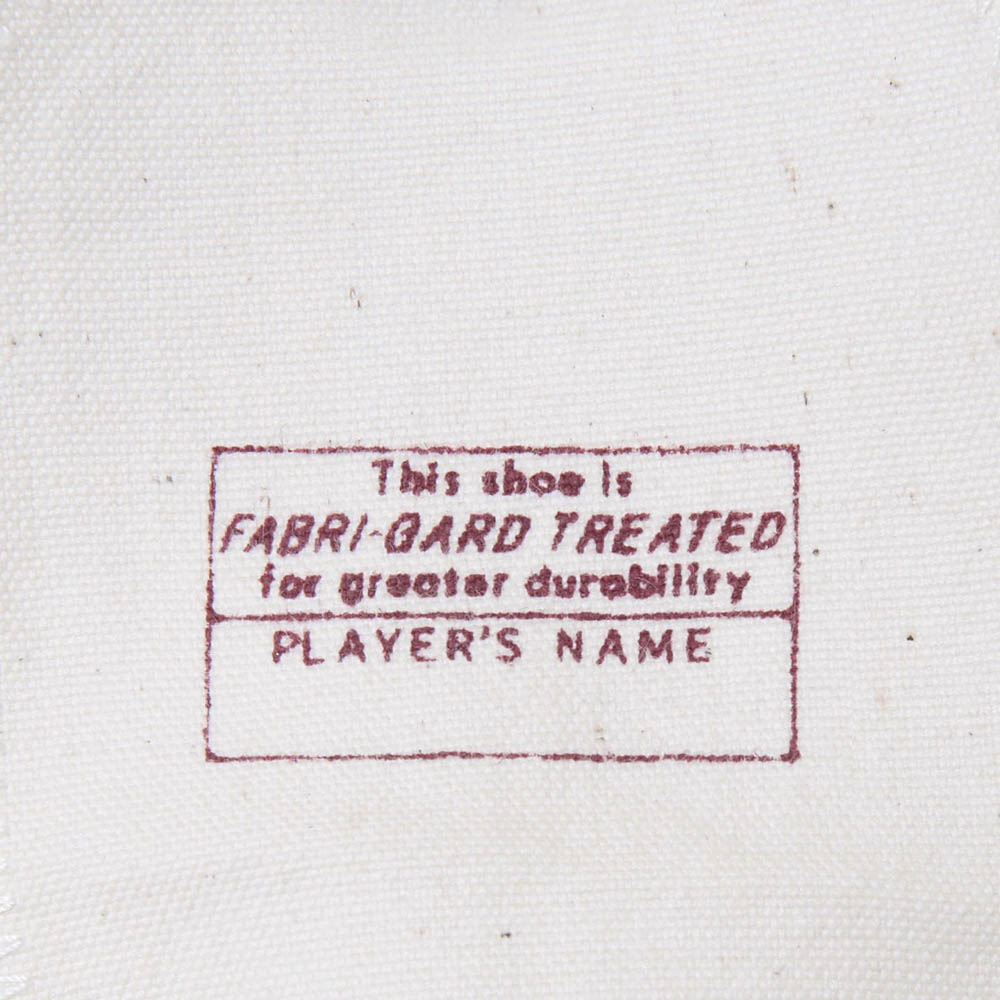 This shoe is
FABRI-GARD TREATED
for greater durability
PLAYER'S NAME